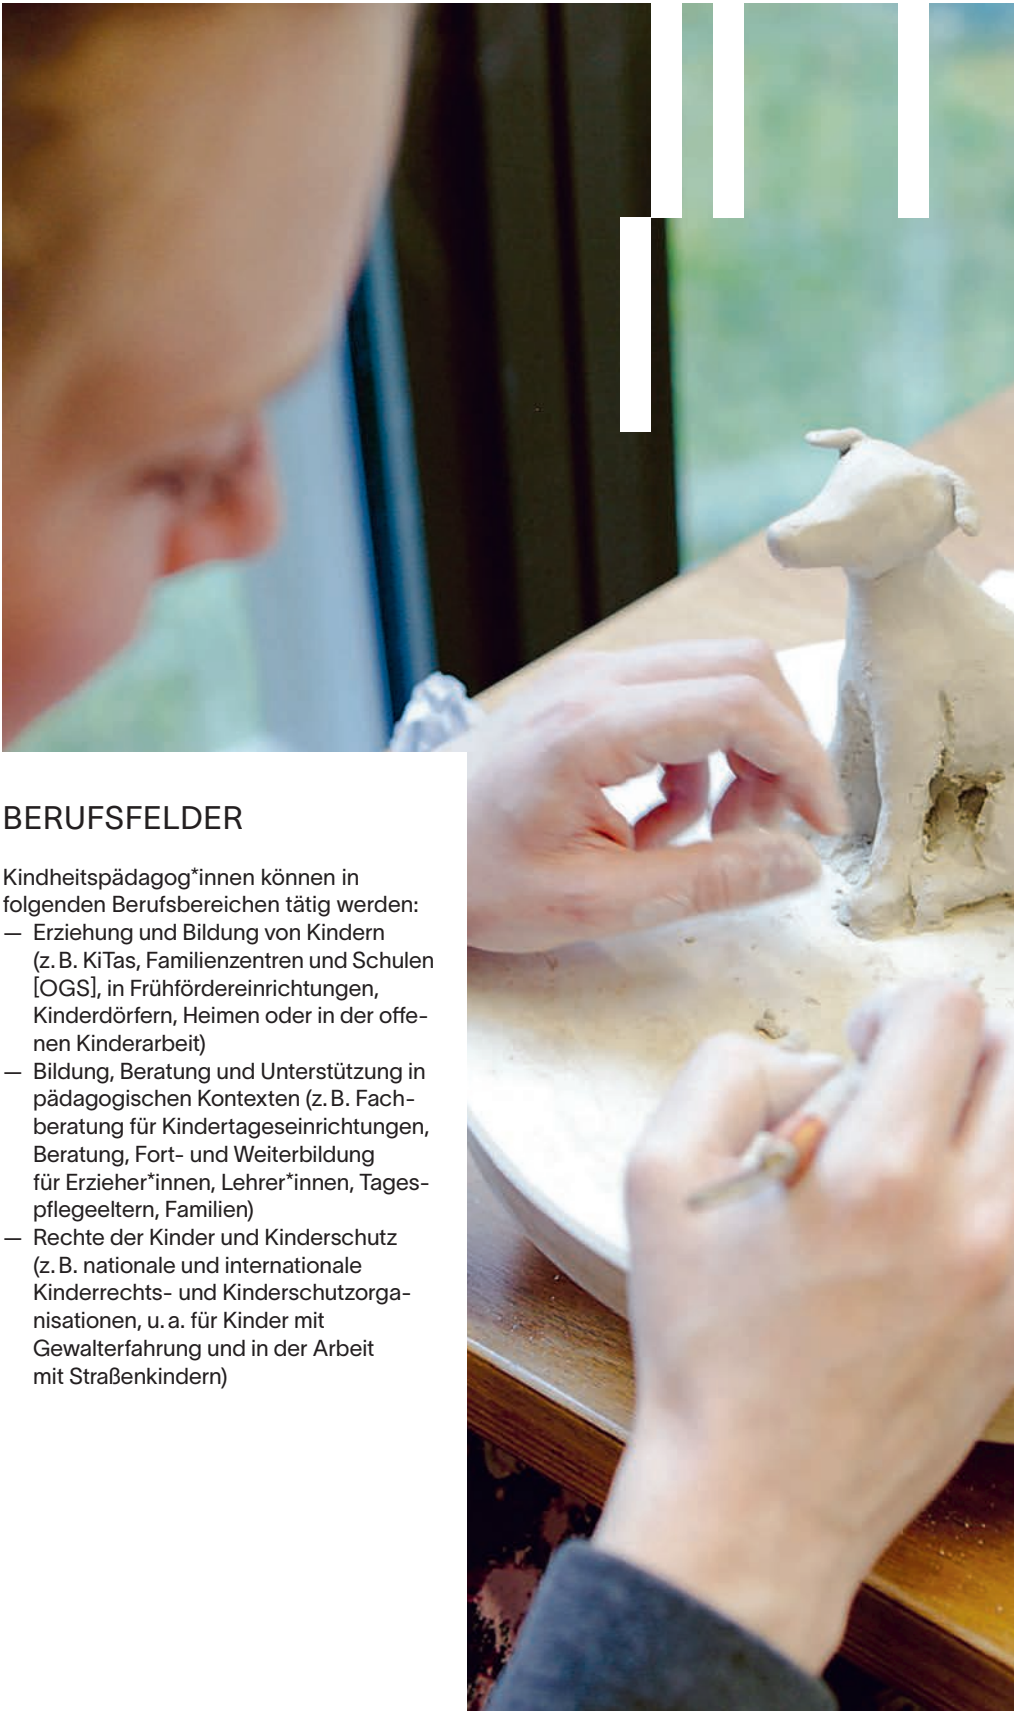 BERUFSFELDER
Kindheitspädagog*innen können in
folgenden Berufsbereichen tätig werden:
— Erziehung und Bildung von Kindern
(z. B. KiTas, Familienzentren und Schulen
[OGS], in Frühfördereinrichtungen,
Kinderdörfern, Heimen oder in der offe-
nen Kinderarbeit)
— Bildung, Beratung und Unterstützung in
pädagogischen Kontexten (z. B. Fach-
beratung für Kindertageseinrichtungen,
Beratung, Fort- und Weiterbildung
für Erzieher*innen, Lehrer*innen, Tages-
pflegeeltern, Familien)
— Rechte der Kinder und Kinderschutz
(z. B. nationale und internationale
Kinderrechts- und Kinderschutzorga-
nisationen, u. a. für Kinder mit
Gewalterfahrung und in der Arbeit
mit Straßenkindern)